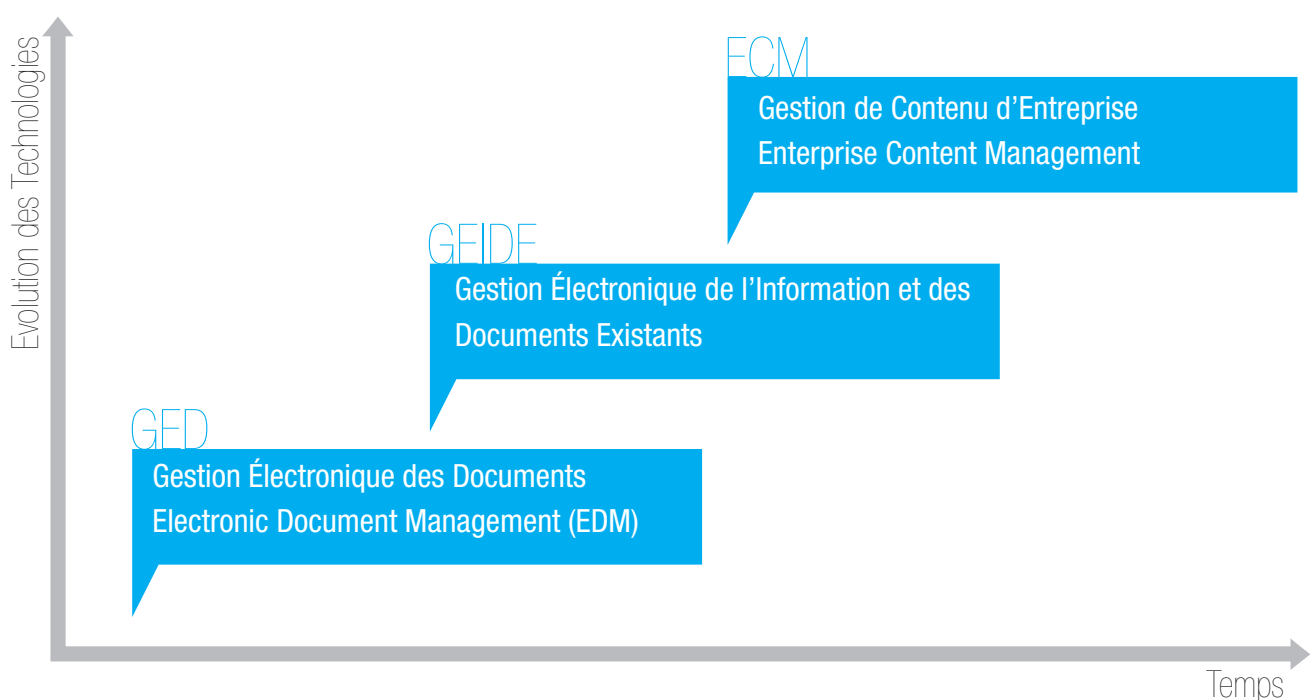 Evolution des Technologies
ECM
Gestion de Contenu d’Entreprise
Enterprise Content Management
GEIDE
Gestion Électronique de l’Information et des
Documents Existants
GED
Gestion Électronique des Documents
Electronic Document Management (EDM)
Temps